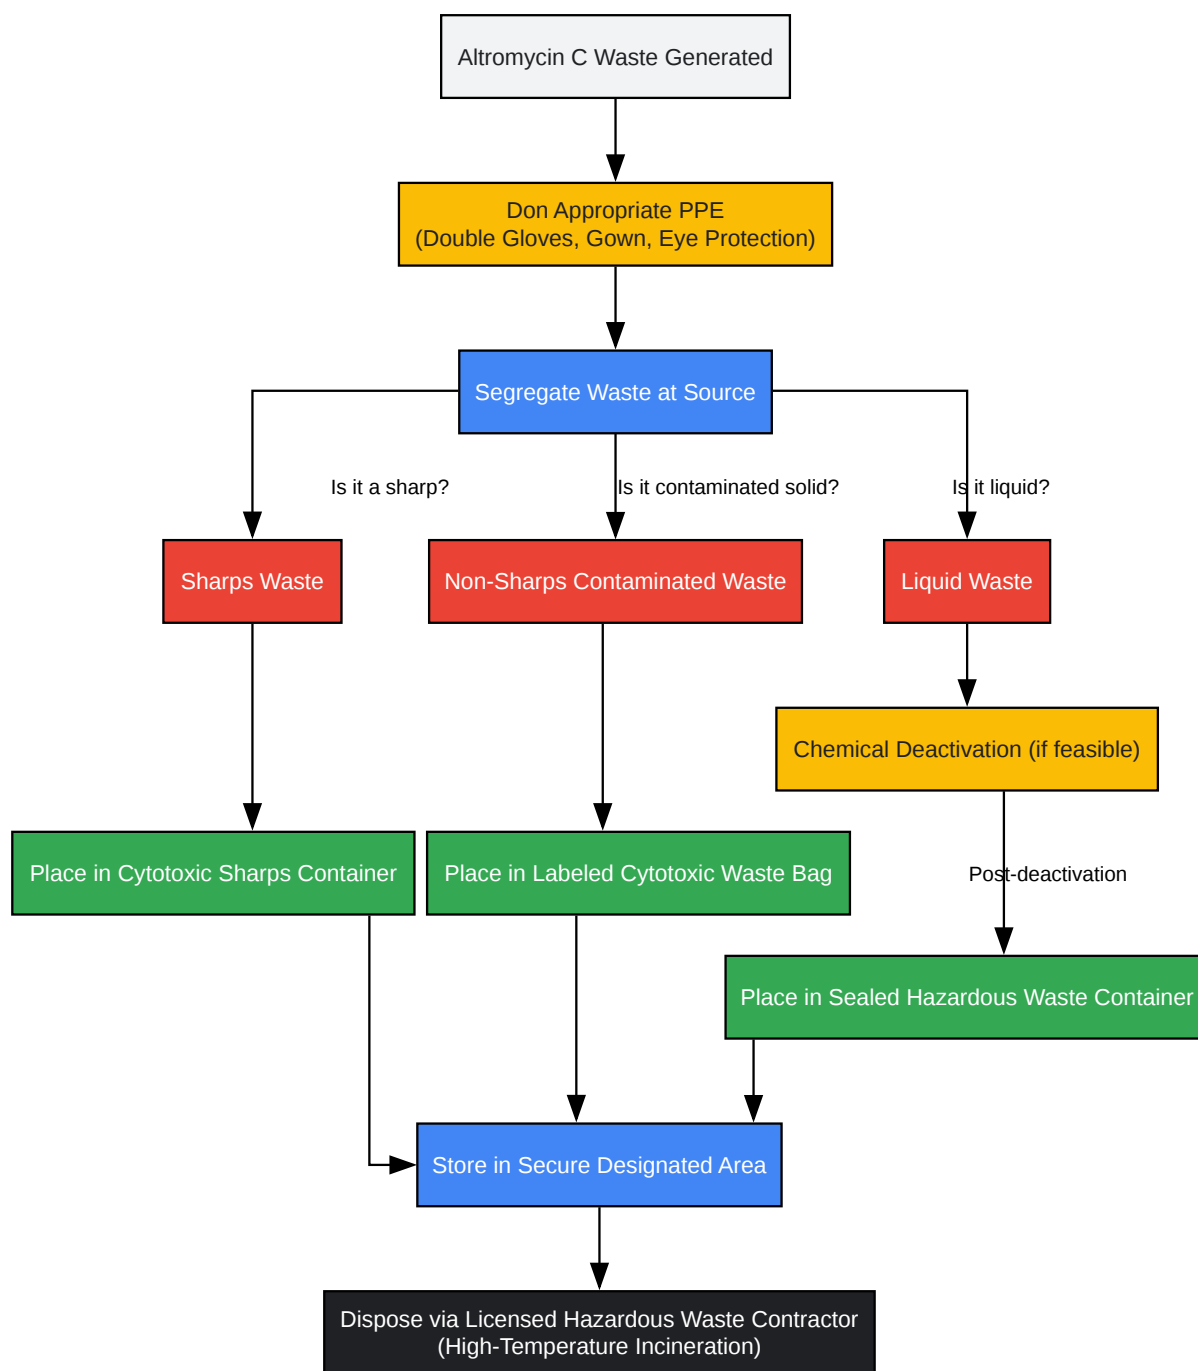 Altromycin C Waste Generated
Don Appropriate PPE
(Double Gloves, Gown, Eye Protection)
Segregate Waste at Source
Is it a sharp?
Is it contaminated solid?
Is it liquid?
Sharps Waste
Non-Sharps Contaminated Waste
Liquid Waste
Chemical Deactivation (if feasible)
Place in Cytotoxic Sharps Container
Place in Labeled Cytotoxic Waste Bag
Post-deactivation
Place in Sealed Hazardous Waste Container
Store in Secure Designated Area
Dispose via Licensed Hazardous Waste Contractor
(High-Temperature Incineration)